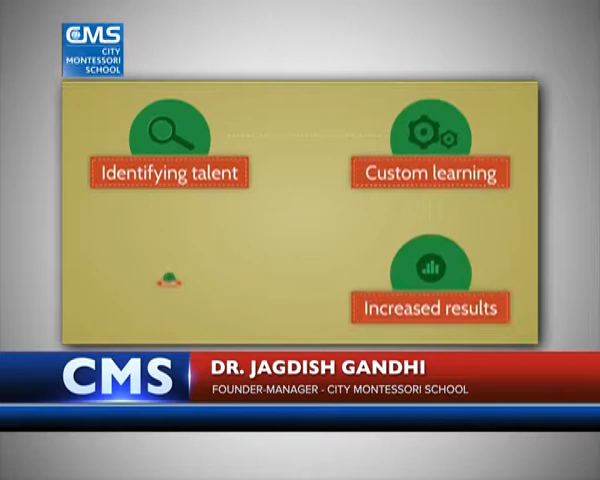 CMS
CITY
MONTESSORI
SCHOOL
Identifying talent
Custom learning
Increased results
CMS
DR. JAGDISH GANDHI
FOUNDER-MANAGER - CITY MONTESSORI SCHOOL